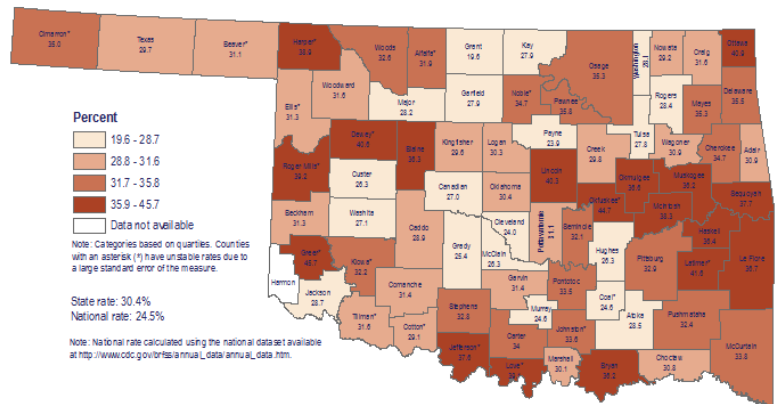 Cimarron*
35.0
Texas
29.7
Beaver*
31.1
Harper*
Woods
32.6
Alfalfa*
31.9
Grant
19.6
Kay
27.9
Osage
35.3
Washington
Nowata
29.2
Craig
31.6
Ottawa
40.9
Ellis*
31.3
Woodward
31.6
Major
28.2
Garfield
27.9
Noble*
34.7
Pawnee*
35.8
Rogers
28.4
Mayes
35.3
Delaware
35.5
Percent
19.6 - 28.7
28.8 - 31.6
31.7 - 35.8
35.9 - 45.7
Data not available
Note: Categories based on quartiles. Counties
with an asterisk (*) have unstable rates due to
a large standard error of the measure.
State rate: 30.4%
National rate: 24.5%
Note: National rate calculated using the national dataset available
at http://www.cdc.gov/brfss/annual_data/annual_data.htm.
Dewey*
40.6
Blaine
36.3
Kingfisher
29.6
Logan
30.3
Payne
23.9
Creek
29.8
Tulsa
27.8
Wagoner
30.9
Cherokee
34.7
Adair
30.9
Roger Mills*
39.2
Custer
26.3
Canadian
27.0
Oklahoma
30.4
Lincoln
40.3
Okfuskee*
44.7
Okmulgee
36.6
Muskogee
36.2
McIntosh
38.3
Sequoyah
37.7
Beckham
31.3
Washita
27.1
Caddo
28.9
Grady
25.4
Cleveland
24.0
McClain
26.3
Pottawatomie
31.1
Seminole
32.1
Hughes
26.3
Haskell
36.4
Le Flore
36.7
Greer*
45.7
Kiowa*
32.2
Harmon
Jackson
28.7
Comanche
31.4
Garvin
31.4
Pontotoc
33.5
Pittsburg
32.9
Latimer*
41.6
Tillman*
31.6
Cotton*
29.1
Stephens
32.8
Murray
24.6
Coal*
24.6
Atoka
28.5
Pushmataha
32.4
McCurtain
33.8
Jefferson*
37.6
Carter
34
Johnston*
33.6
Love*
Marshall
30.1
Bryan
36.2
Choctaw
30.8